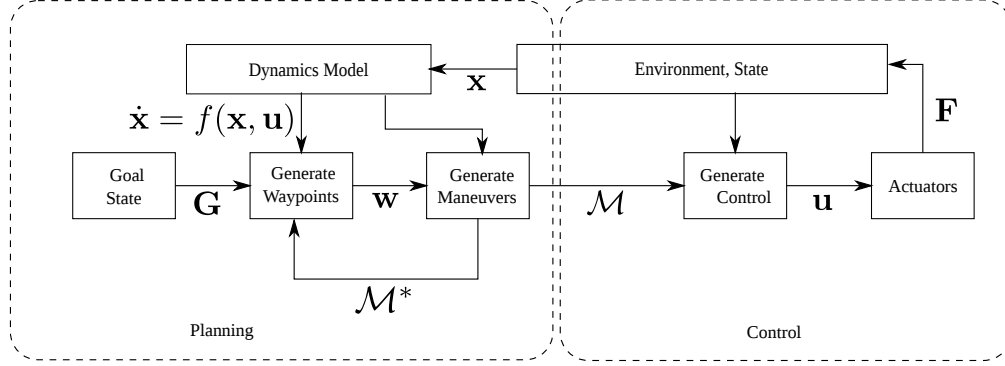 Dynamics Model
Environment, State
x
ẋ = f(x, u)
F
Goal
State
G
Generate
Waypoints
w
Generate
Maneuvers
ℳ
Generate
Control
u
Actuators
ℳ*
Planning
Control